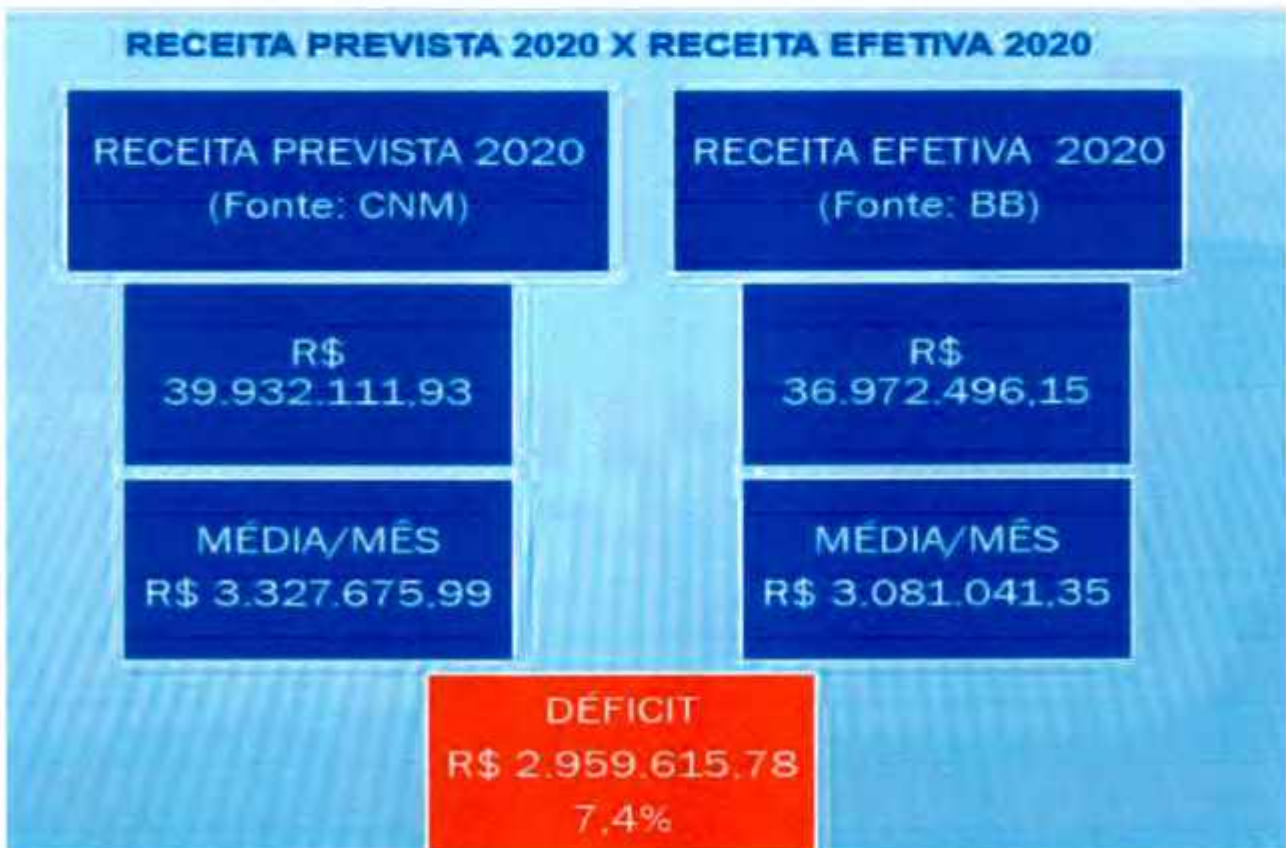 RECEITA PREVISTA 2020 X RECEITA EFETIVA 2020
RECEITA PREVISTA 2020
(Fonte: CNM)
RECEITA EFETIVA 2020
(Fonte: BB)
R$
39.932.111,93
R$
36.972.496,15
MÉDIA/MÊS
R$ 3.327.675,99
MÉDIA/MÊS
R$ 3.081.041,35
DÉFICIT
R$ 2.959.615,78
7,4%